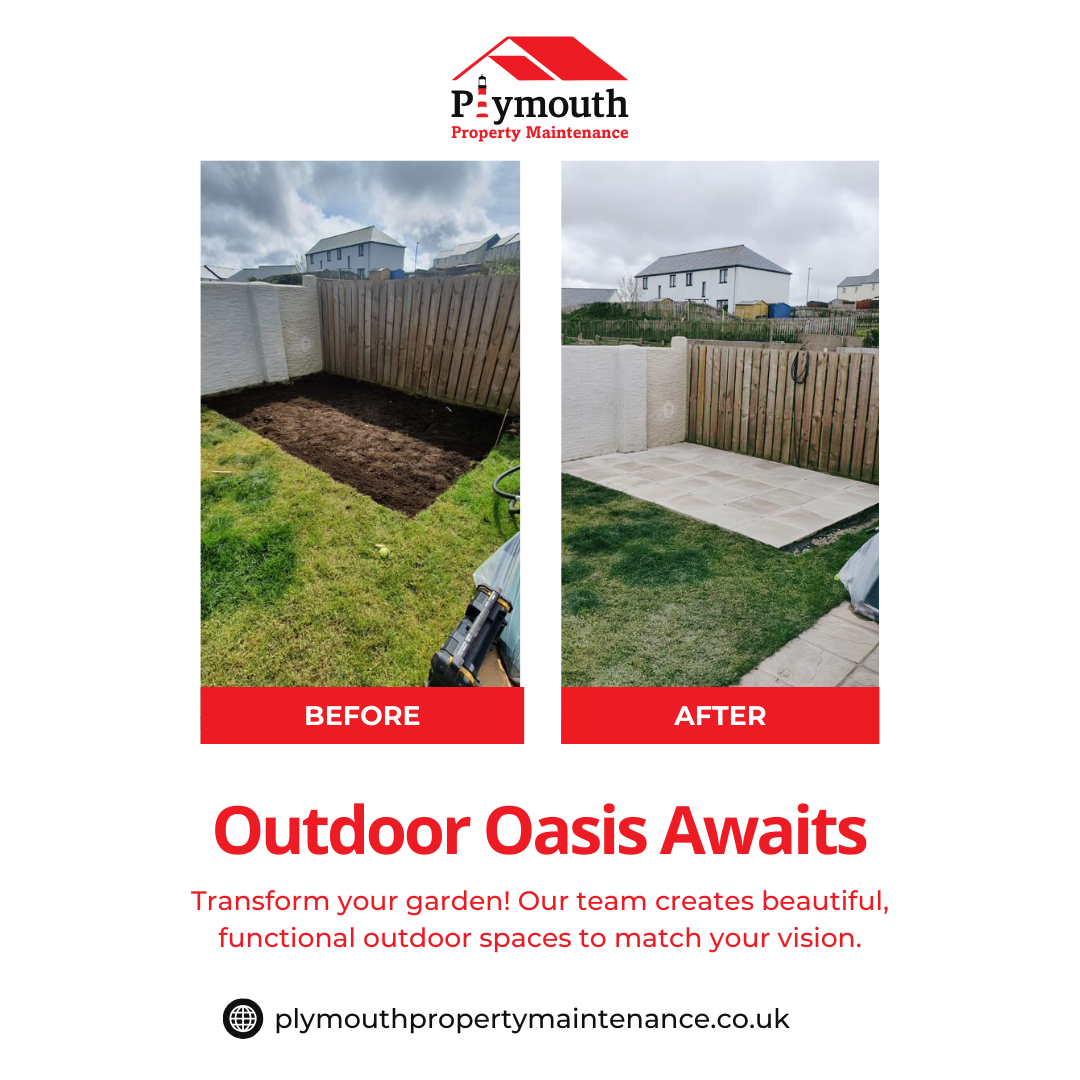 Plymouth
Property Maintenance
BEFORE
AFTER
Outdoor Oasis Awaits
Transform your garden! Our team creates beautiful,
functional outdoor spaces to match your vision.
plymouthpropertymaintenance.co.uk